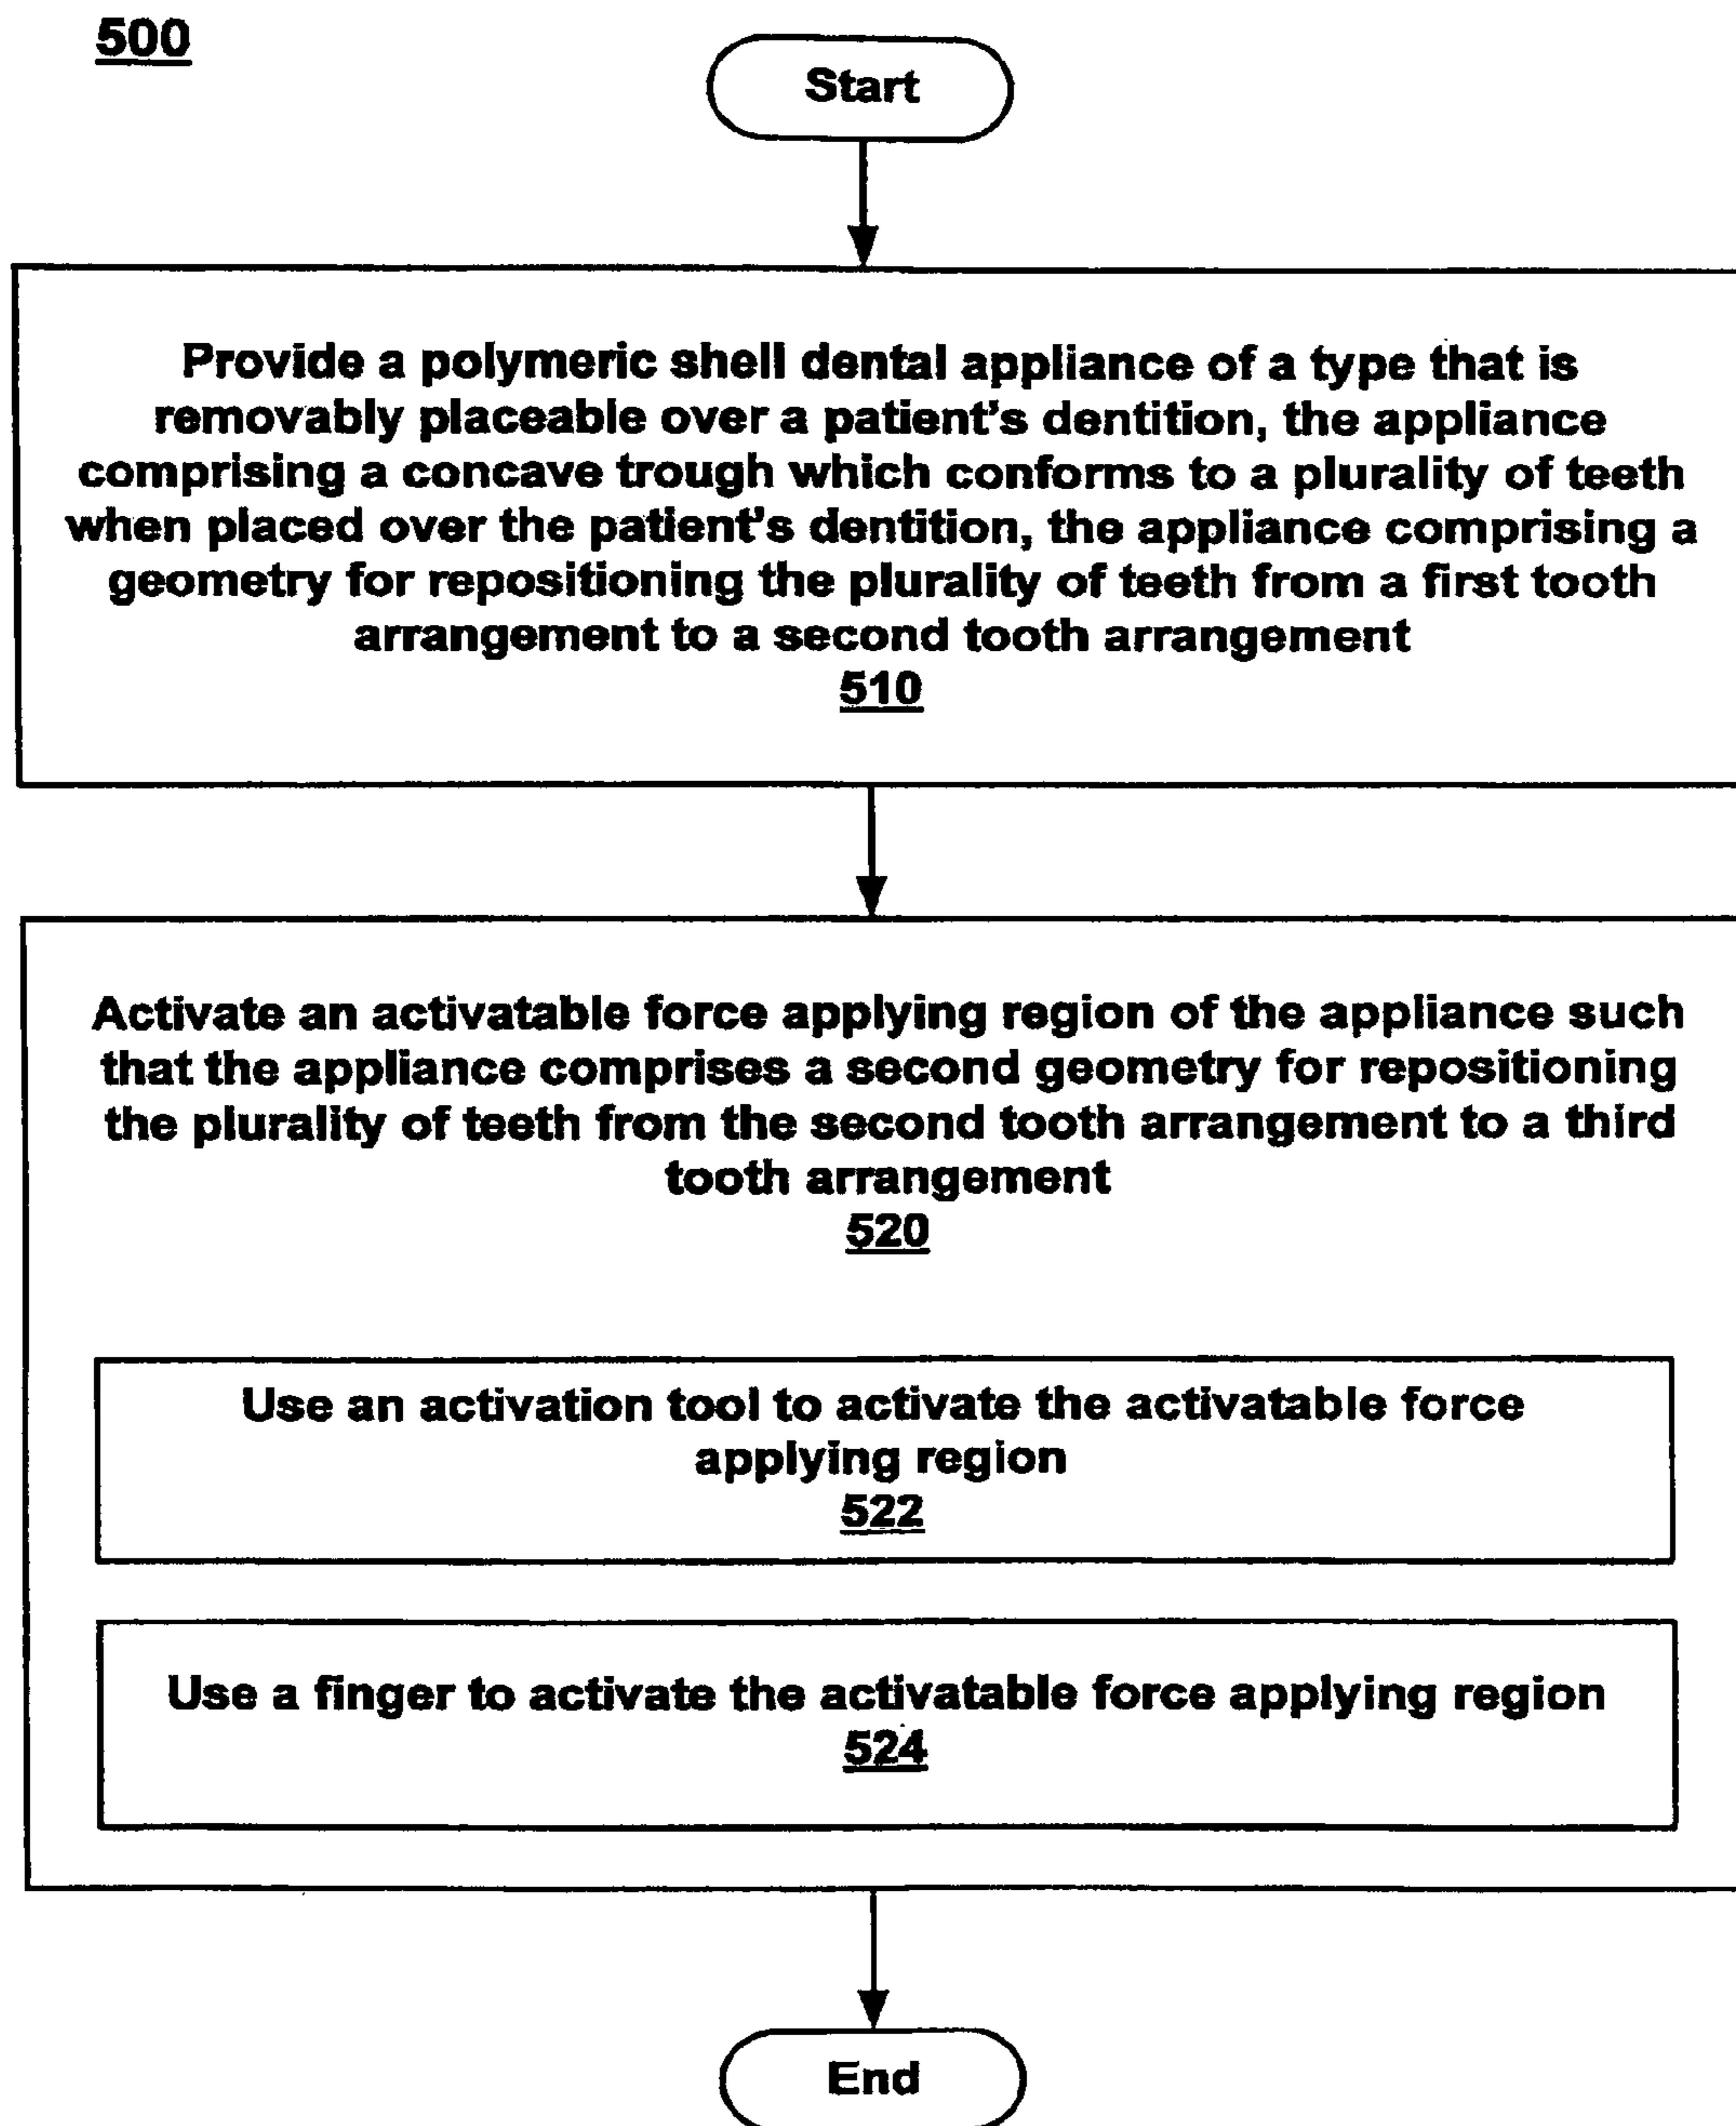 500
Start
Provide a polymeric shell dental appliance of a type that is
removably placeable over a patient's dentition, the appliance
comprising a concave trough which conforms to a plurality of teeth
when placed over the patient's dentition, the appliance comprising a
geometry for repositioning the plurality of teeth from a first tooth
arrangement to a second tooth arrangement
510
Activate an activatable force applying region of the appliance such
that the appliance comprises a second geometry for repositioning
the plurality of teeth from the second tooth arrangement to a third
tooth arrangement
520
Use an activation tool to activate the activatable force
applying region
522
Use a finger to activate the activatable force applying region
524
End